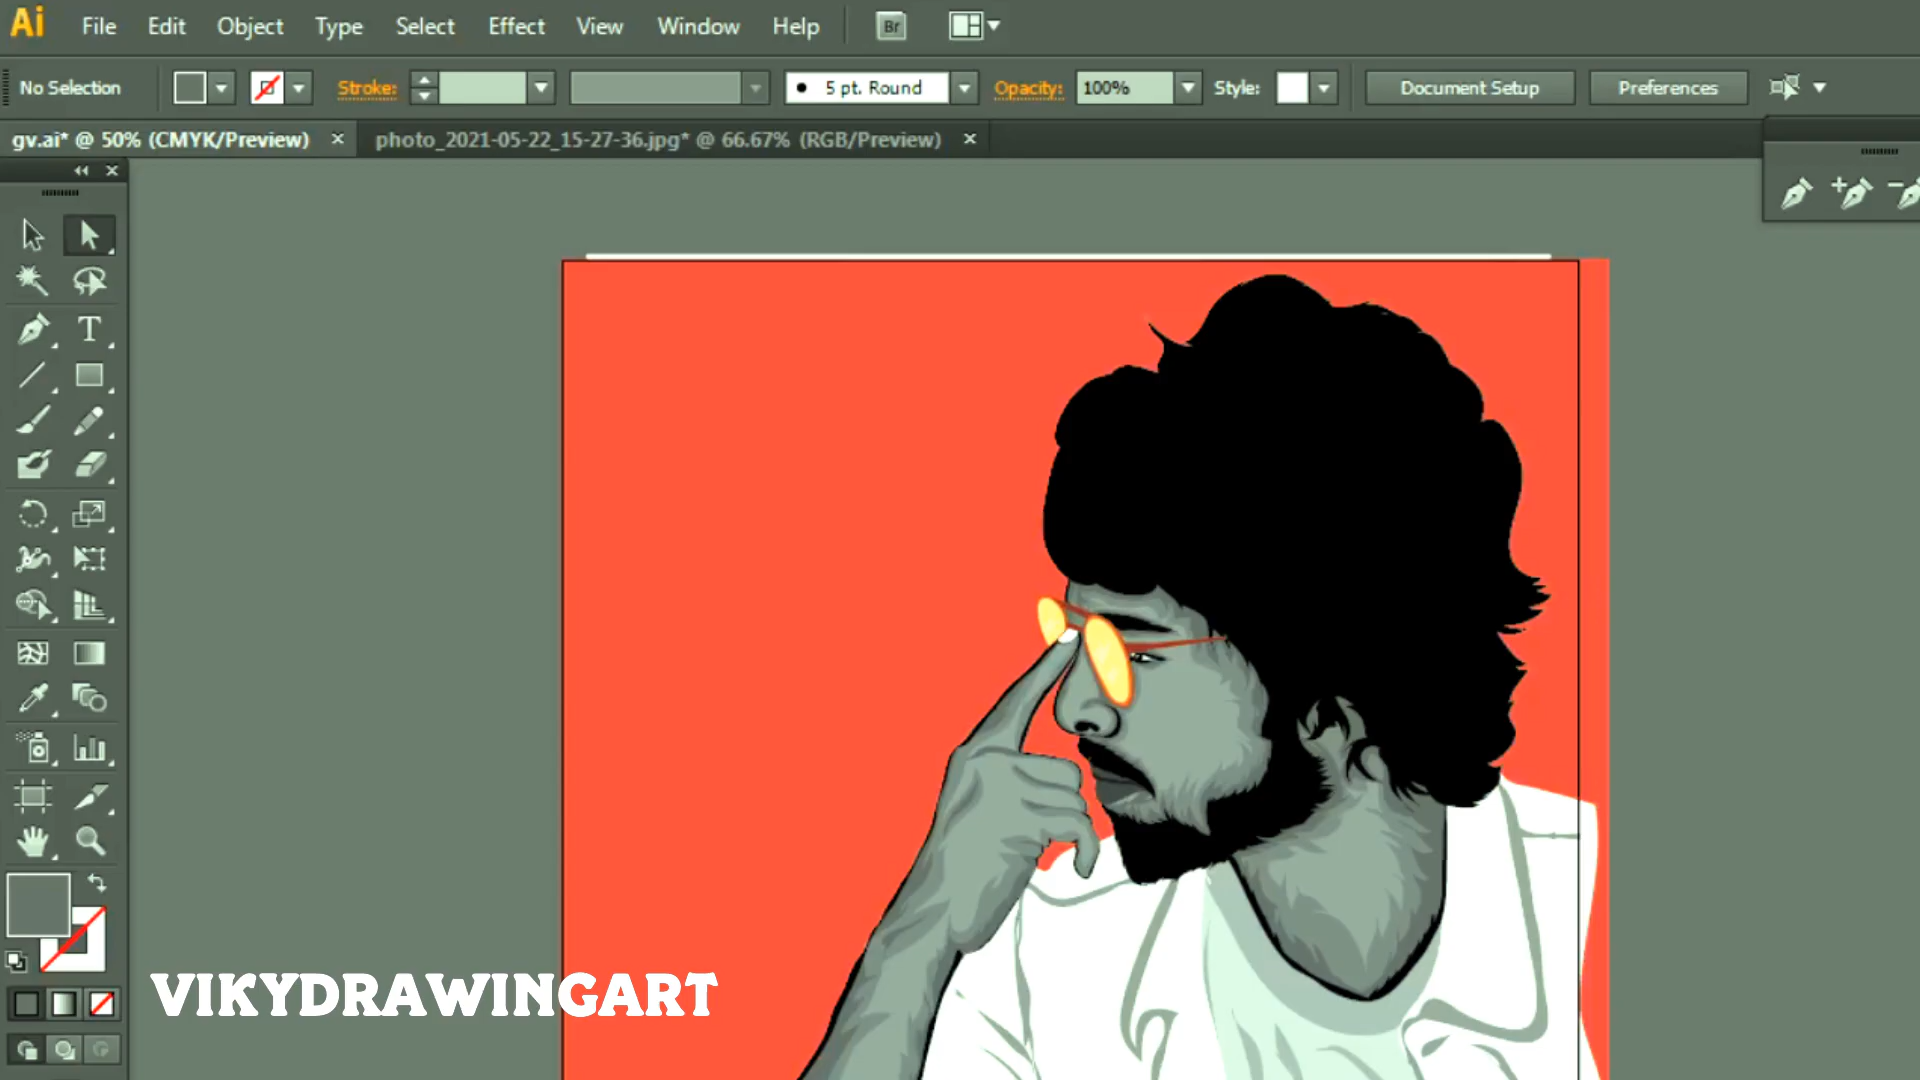 Ai File Edit Object Type Select Effect View Window Help Br
No Selection Stroke: 5 pt. Round Opacity: 100% Style: Document Setup Preferences
gv.ai* @ 50% (CMYK/Preview) × photo_2021-05-22_15-27-36.jpg* @ 66.67% (RGB/Preview) ×
T
VIKYDRAWINGART